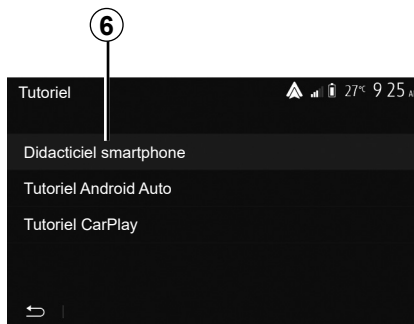 6
Tutoriel 27°C 9 25
Didacticiel smartphone
Tutoriel Android Auto
Tutoriel CarPlay